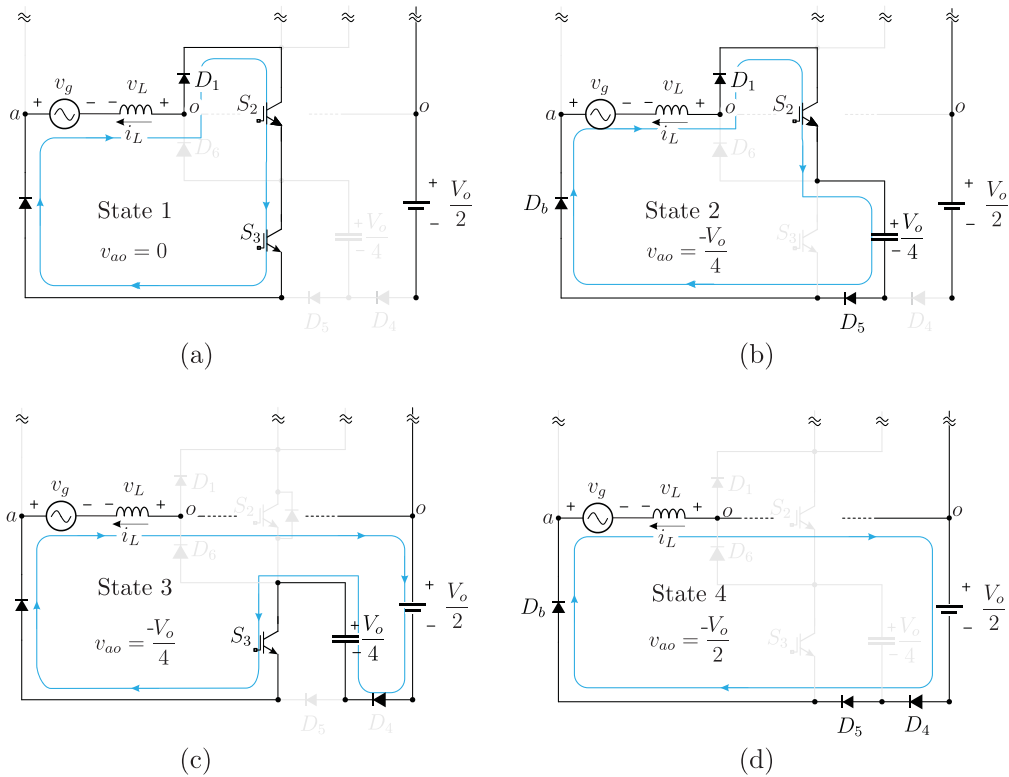 v_g
v_L
D_1
S_2
a
+
−
−
+
o
o
i_L
D_6
+
V_o/2
−
State 1
S_3
+
V_o/4
−
v_ao = 0
D_5
D_4
(a)
v_g
v_L
D_1
S_2
a
+
−
−
+
o
o
i_L
D_6
D_b
State 2
+
V_o/2
−
S_3
+
V_o/4
−
v_ao = -V_o/4
D_5
D_4
(b)
v_g
v_L
D_1
S_2
a
+
−
−
+
o
o
i_L
D_6
State 3
+
V_o/2
−
S_3
+
V_o/4
−
v_ao = -V_o/4
D_5
D_4
(c)
v_g
v_L
D_1
S_2
a
+
−
−
+
o
o
i_L
D_6
D_b
State 4
+
V_o/2
−
S_3
+
V_o/4
−
v_ao = -V_o/2
D_5
D_4
(d)